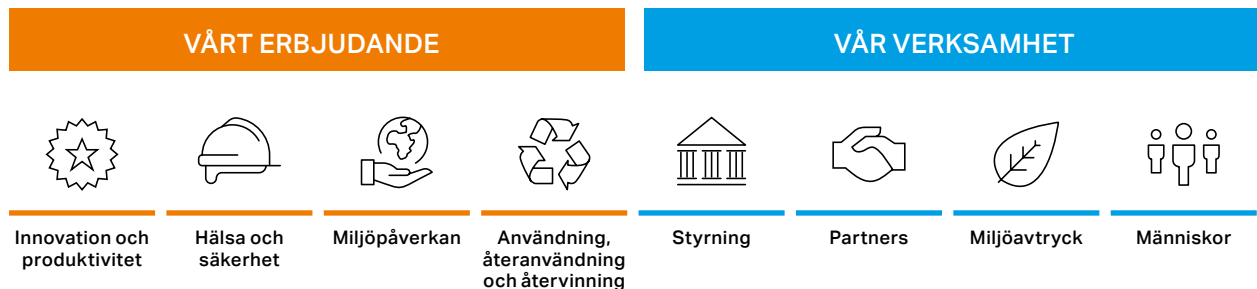 VÅRT ERBJUDANDE
VÅR VERKSAMHET
Innovation och
produktivitet
Hälsa och
säkerhet
Miljöpåverkan
Användning,
återanvändning
och återvinning
Styrning
Partners
Miljöavtryck
Människor